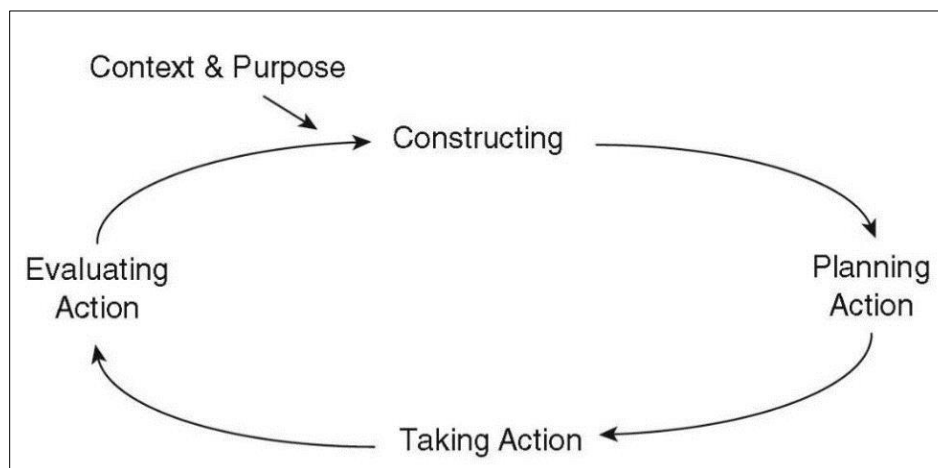 Context & Purpose
Constructing
Planning
Action
Taking Action
Evaluating
Action